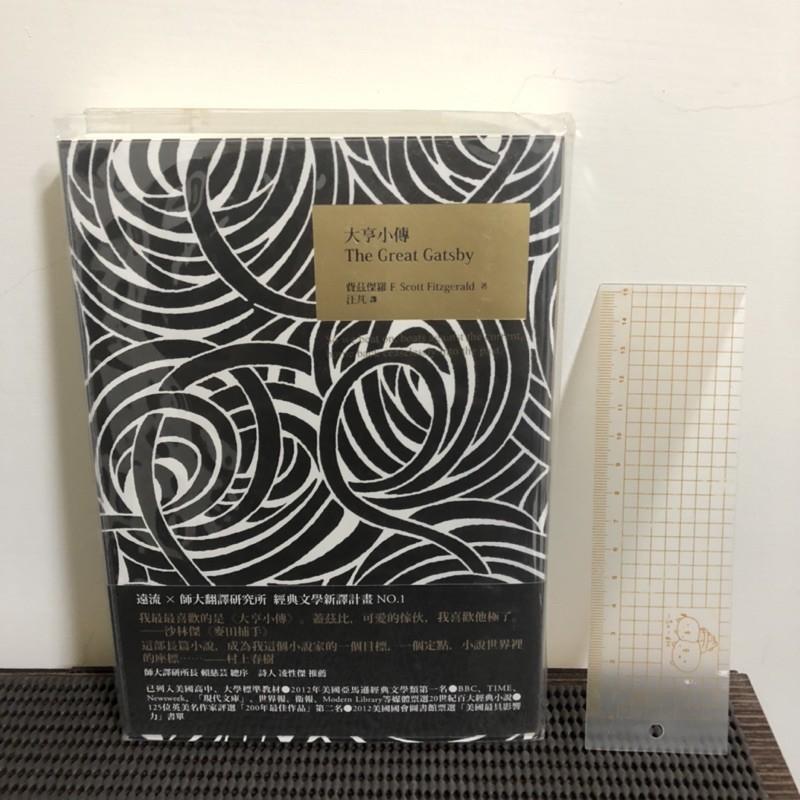 大亨小傳
The Great Gatsby
費茲傑羅 F. Scott Fitzgerald 著
汪芃 譯
遠流 × 師大翻譯研究所 經典文學新譯計畫 NO.1
我最最喜歡的是《大亨小傳》。蓋茲比，可愛的傢伙，我喜歡他極了。
——沙林傑《麥田捕手》
這部長篇小說，成為我這個小說家的一個目標，一個定點，小說世界裡
的座標……——村上春樹
師大譯研所長 賴慈芸 總序 詩人 凌性傑 推薦
已列入美國高中、大學標準教材●2012年美國亞馬遜經典文學類第一名●BBC、TIME、
Newsweek、「現代文庫」、世界報、衛報、Modern Library等媒體票選20世紀百大經典小說●
125位英美名作家評選「200年最佳作品」第二名●2012美國國會圖書館票選「美國最具影響
力」書單